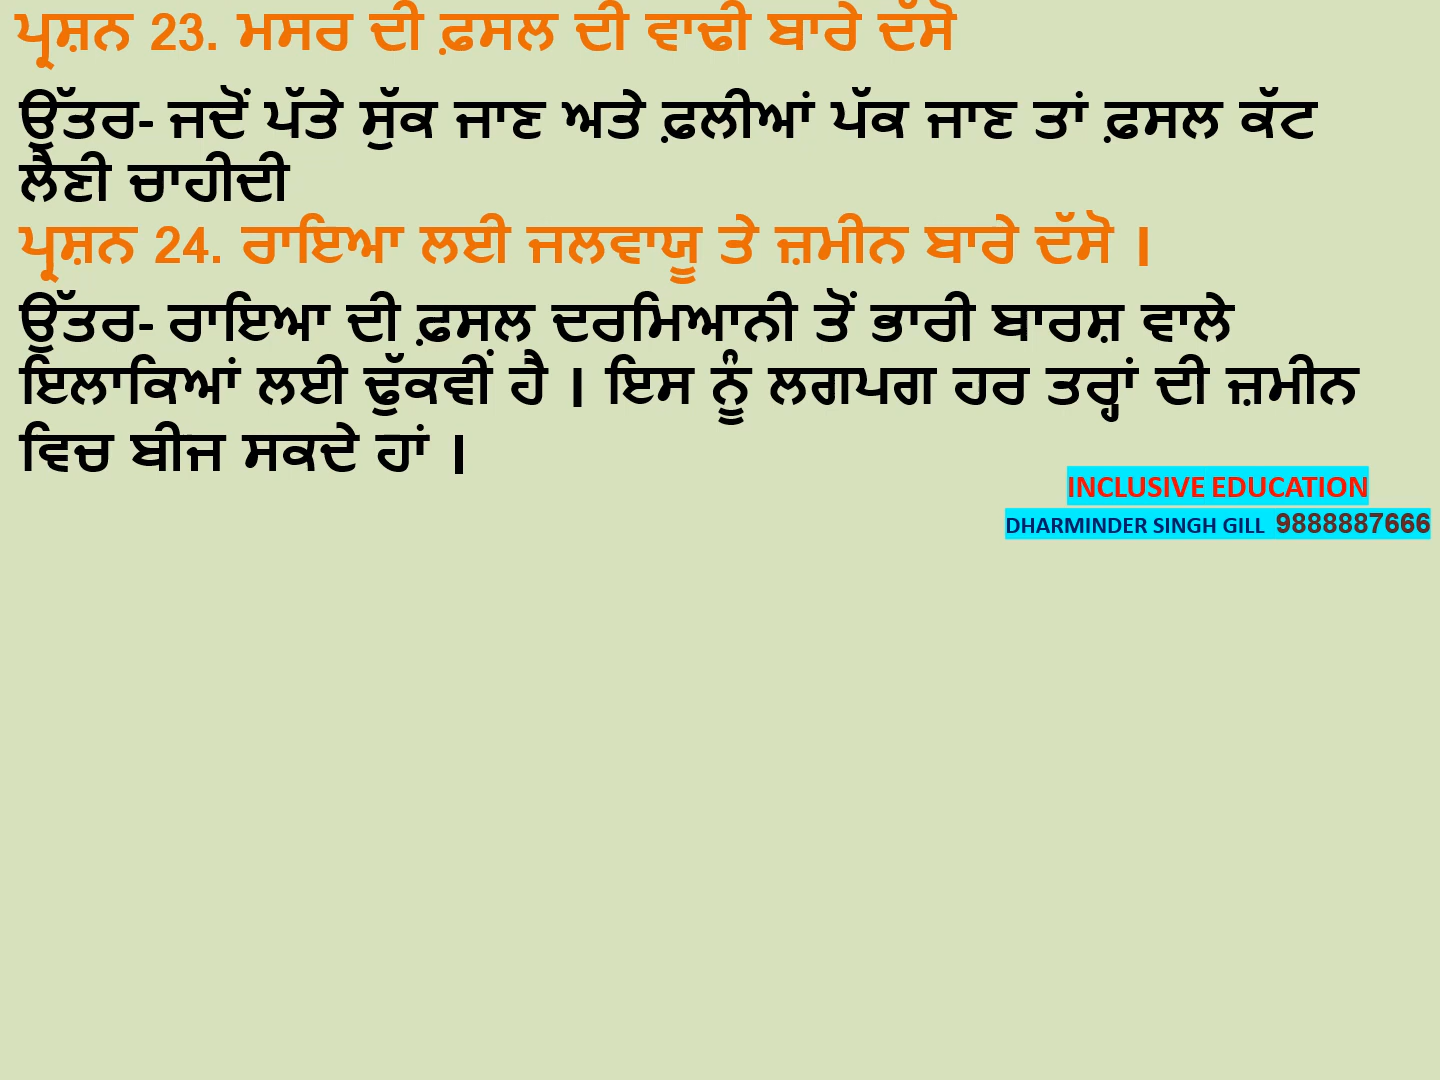 ਪ੍ਰਸ਼ਨ 23. ਮਸਰ ਦੀ ਫ਼ਸਲ ਦੀ ਵਾਢੀ ਬਾਰੇ ਦੱਸੋ
ਉੱਤਰ- ਜਦੋਂ ਪੱਤੇ ਸੁੱਕ ਜਾਣ ਅਤੇ ਫ਼ਲੀਆਂ ਪੱਕ ਜਾਣ ਤਾਂ ਫ਼ਸਲ ਕੱਟ
ਲੈਣੀ ਚਾਹੀਦੀ
ਪ੍ਰਸ਼ਨ 24. ਰਾਇਆ ਲਈ ਜਲਵਾਯੂ ਤੇ ਜ਼ਮੀਨ ਬਾਰੇ ਦੱਸੋ ।
ਉੱਤਰ- ਰਾਇਆ ਦੀ ਫ਼ਸਲ ਦਰਮਿਆਨੀ ਤੋਂ ਭਾਰੀ ਬਾਰਸ਼ ਵਾਲੇ
ਇਲਾਕਿਆਂ ਲਈ ਢੁੱਕਵੀਂ ਹੈ । ਇਸ ਨੂੰ ਲਗਪਗ ਹਰ ਤਰ੍ਹਾਂ ਦੀ ਜ਼ਮੀਨ
ਵਿਚ ਬੀਜ ਸਕਦੇ ਹਾਂ ।
INCLUSIVE EDUCATION
DHARMINDER SINGH GILL 9888887666